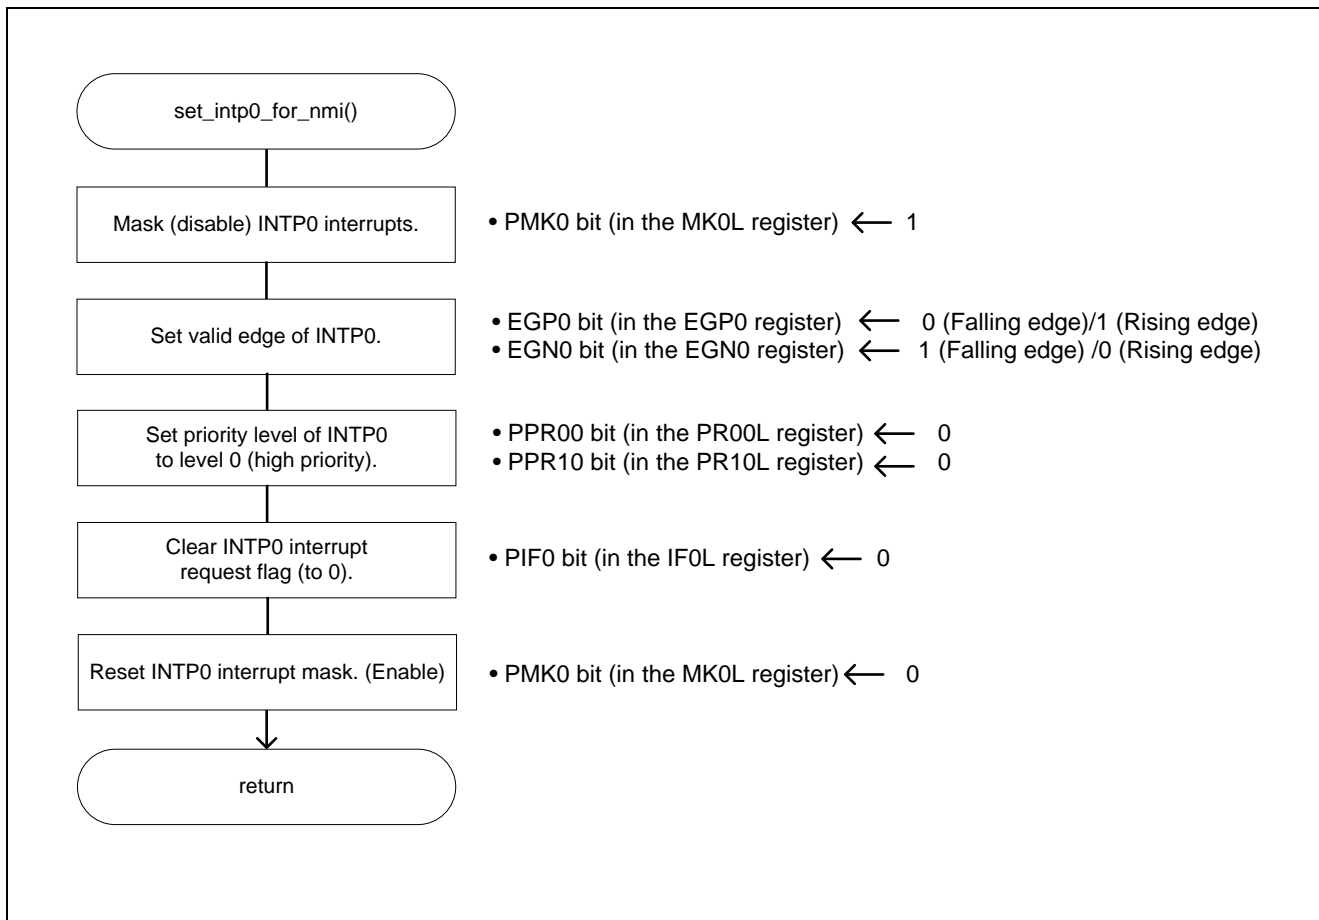 set_intp0_for_nmi()
Mask (disable) INTP0 interrupts.
• PMK0 bit (in the MK0L register) ← 1
Set valid edge of INTP0.
• EGP0 bit (in the EGP0 register) ← 0 (Falling edge)/1 (Rising edge)
• EGN0 bit (in the EGN0 register) ← 1 (Falling edge) /0 (Rising edge)
Set priority level of INTP0
to level 0 (high priority).
• PPR00 bit (in the PR00L register) ← 0
• PPR10 bit (in the PR10L register) ← 0
Clear INTP0 interrupt
request flag (to 0).
• PIF0 bit (in the IF0L register) ← 0
Reset INTP0 interrupt mask. (Enable)
• PMK0 bit (in the MK0L register) ← 0
return